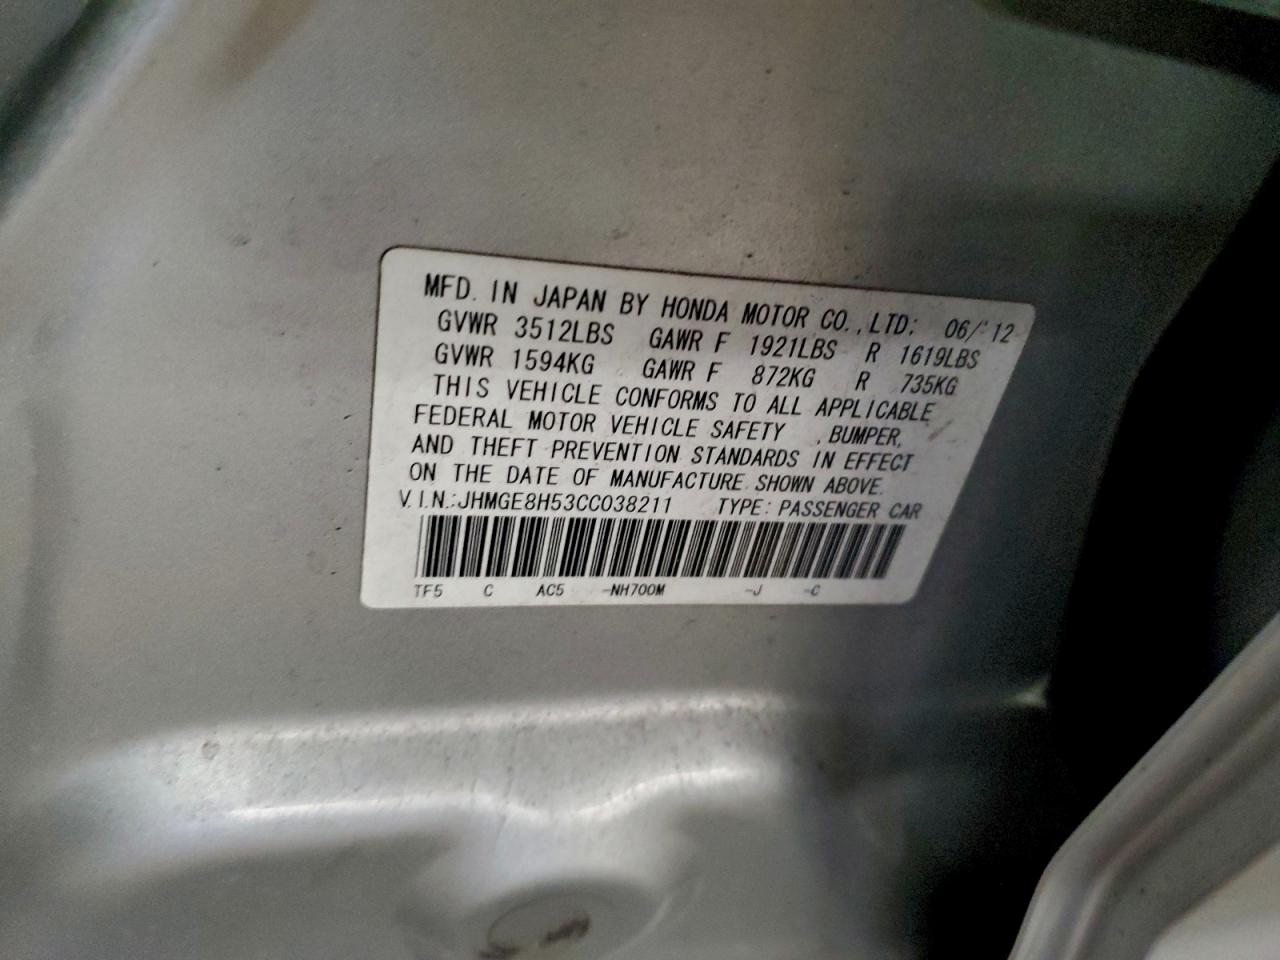 MFD. IN JAPAN BY HONDA MOTOR CO., LTD: 06/'12
GVWR 3512LBS GAWR F 1921LBS R 1619LBS
GVWR 1594KG GAWR F 872KG R 735KG
THIS VEHICLE CONFORMS TO ALL APPLICABLE
FEDERAL MOTOR VEHICLE SAFETY , BUMPER,
AND THEFT PREVENTION STANDARDS IN EFFECT
ON THE DATE OF MANUFACTURE SHOWN ABOVE.
V.I.N.:JHMGE8H53CC038211 TYPE: PASSENGER CAR
TF5 C AC5 -NH700M -J -C